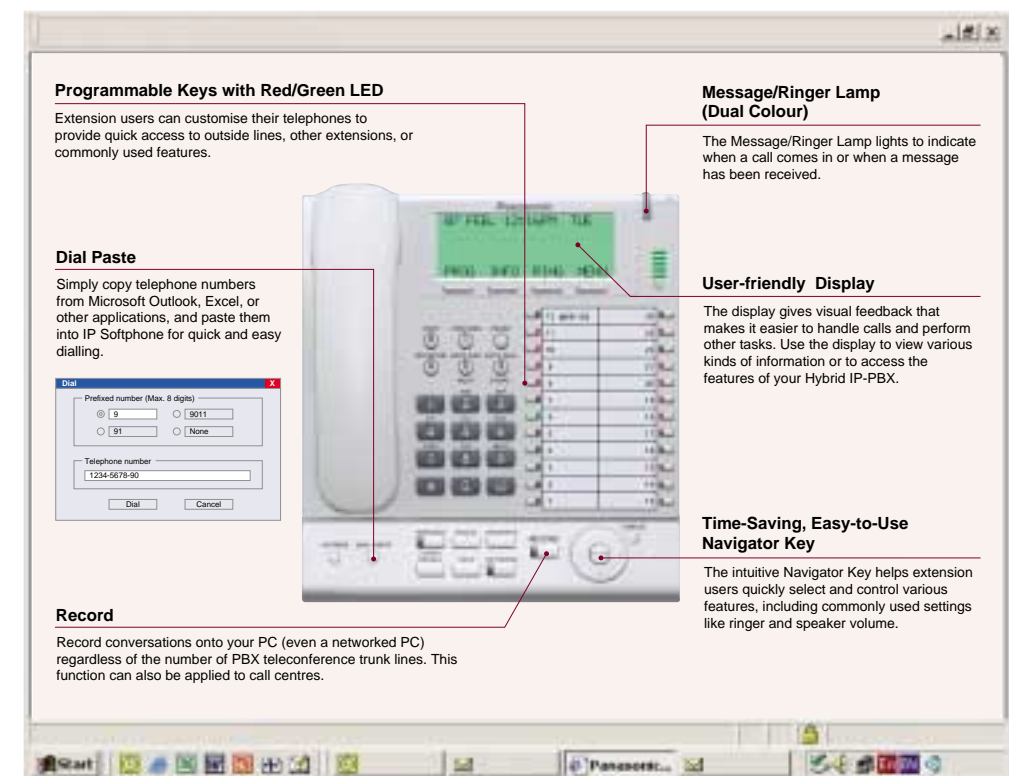 Programmable Keys with Red/Green LED
Extension users can customise their telephones to
provide quick access to outside lines, other extensions, or
commonly used features.
Message/Ringer Lamp
(Dual Colour)
The Message/Ringer Lamp lights to indicate
when a call comes in or when a message
has been received.
Panasonic
TUE
PROG INFO RING MENU
Dial Paste
Simply copy telephone numbers
from Microsoft Outlook, Excel, or
other applications, and paste them
into IP Softphone for quick and easy
dialling.
User-friendly Display
The display gives visual feedback that
makes it easier to handle calls and perform
other tasks. Use the display to view various
kinds of information or to access the
features of your Hybrid IP-PBX.
Dial X
Prefixed number (Max. 8 digits)
9 9011
91 None
Telephone number
1234-5678-90
Dial Cancel
Time-Saving, Easy-to-Use
Navigator Key
The intuitive Navigator Key helps extension
users quickly select and control various
features, including commonly used settings
like ringer and speaker volume.
Record
Record conversations onto your PC (even a networked PC)
regardless of the number of PBX teleconference trunk lines. This
function can also be applied to call centres.
Start Panasonic...